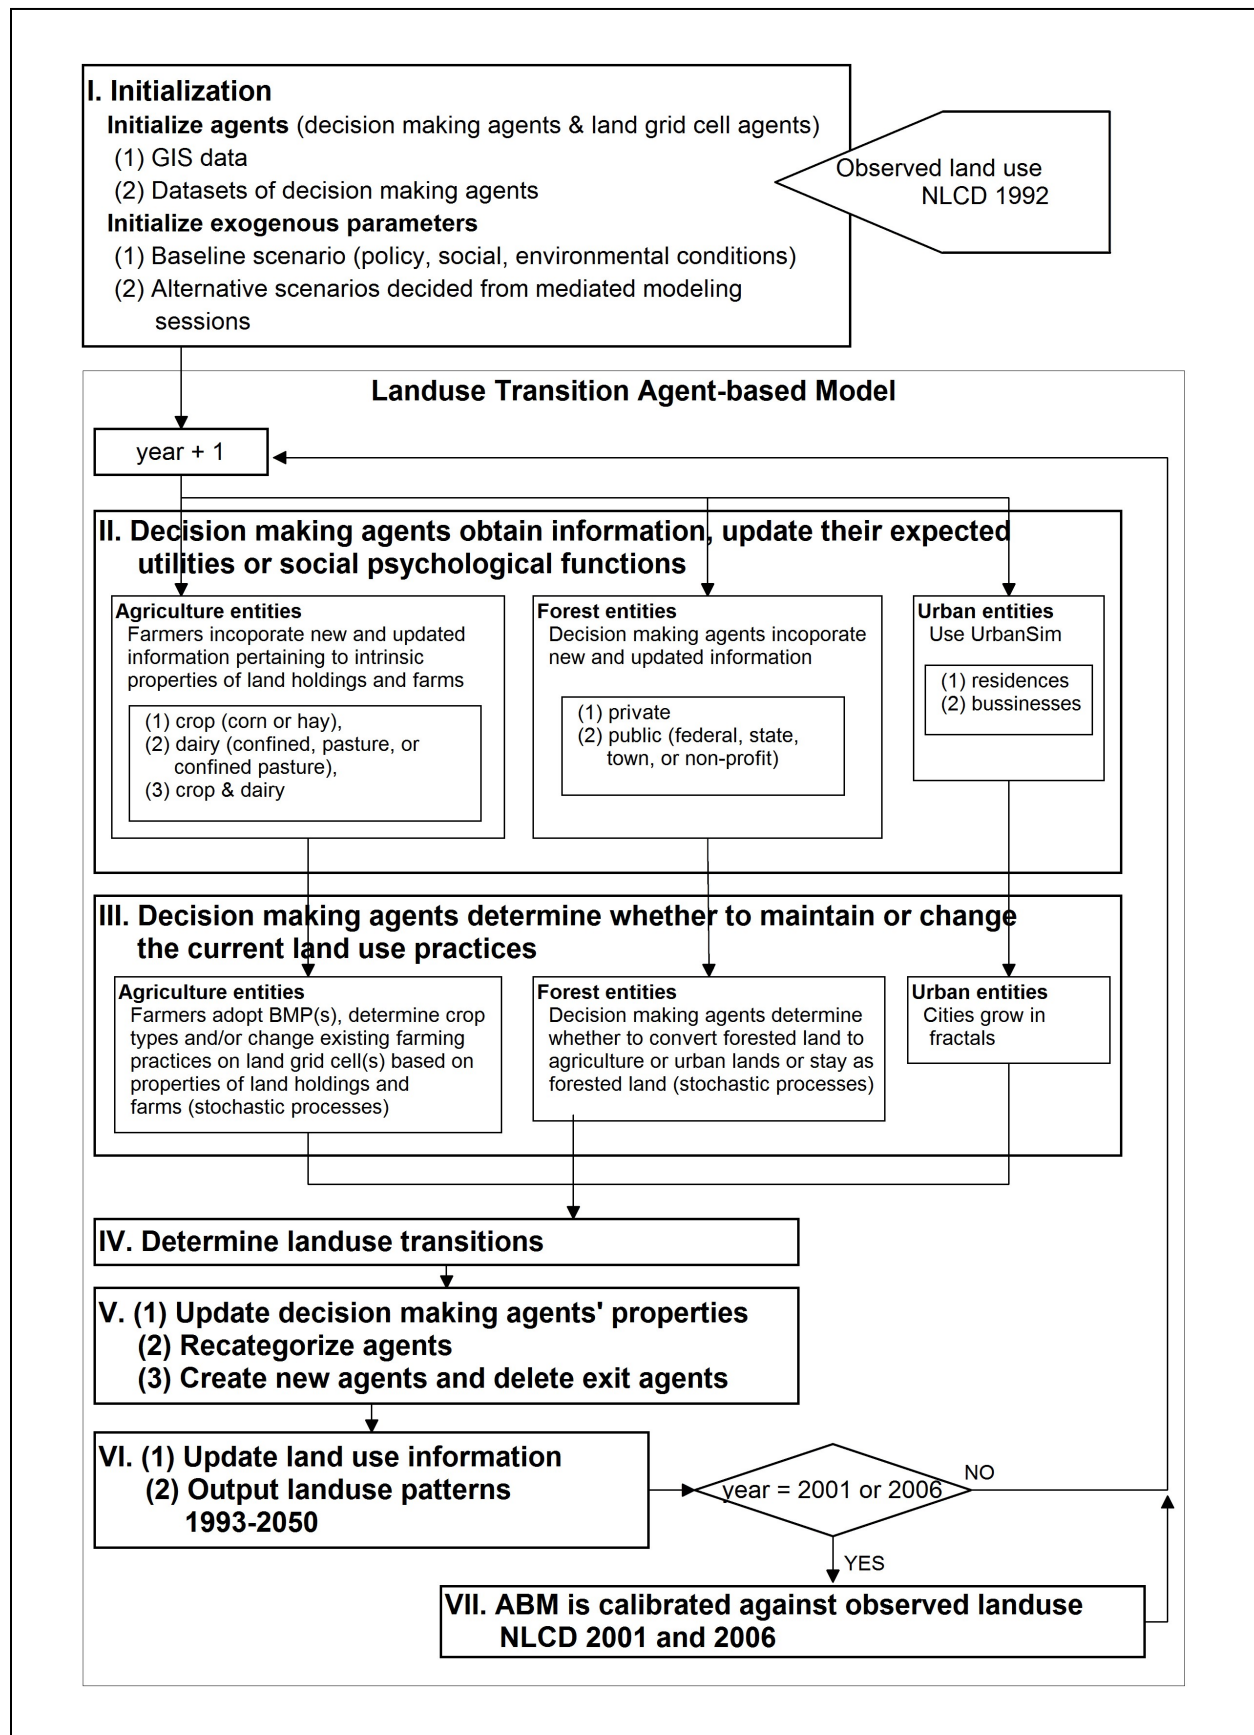 I. Initialization
Initialize agents (decision making agents & land grid cell agents)
(1) GIS data
(2) Datasets of decision making agents
Initialize exogenous parameters
(1) Baseline scenario (policy, social, environmental conditions)
(2) Alternative scenarios decided from mediated modeling
sessions
Observed land use
NLCD 1992
Landuse Transition Agent-based Model
year + 1
II. Decision making agents obtain information, update their expected
utilities or social psychological functions
Agriculture entities
Farmers incoporate new and updated
information pertaining to intrinsic
properties of land holdings and farms
(1) crop (corn or hay),
(2) dairy (confined, pasture, or
confined pasture),
(3) crop & dairy
Forest entities
Decision making agents incoporate
new and updated information
(1) private
(2) public (federal, state,
town, or non-profit)
Urban entities
Use UrbanSim
(1) residences
(2) bussinesses
III. Decision making agents determine whether to maintain or change
the current land use practices
Agriculture entities
Farmers adopt BMP(s), determine crop
types and/or change existing farming
practices on land grid cell(s) based on
properties of land holdings and
farms (stochastic processes)
Forest entities
Decision making agents determine
whether to convert forested land to
agriculture or urban lands or stay as
forested land (stochastic processes)
Urban entities
Cities grow in
fractals
IV. Determine landuse transitions
V. (1) Update decision making agents' properties
(2) Recategorize agents
(3) Create new agents and delete exit agents
VI. (1) Update land use information
(2) Output landuse patterns
1993-2050
year = 2001 or 2006
NO
YES
VII. ABM is calibrated against observed landuse
NLCD 2001 and 2006